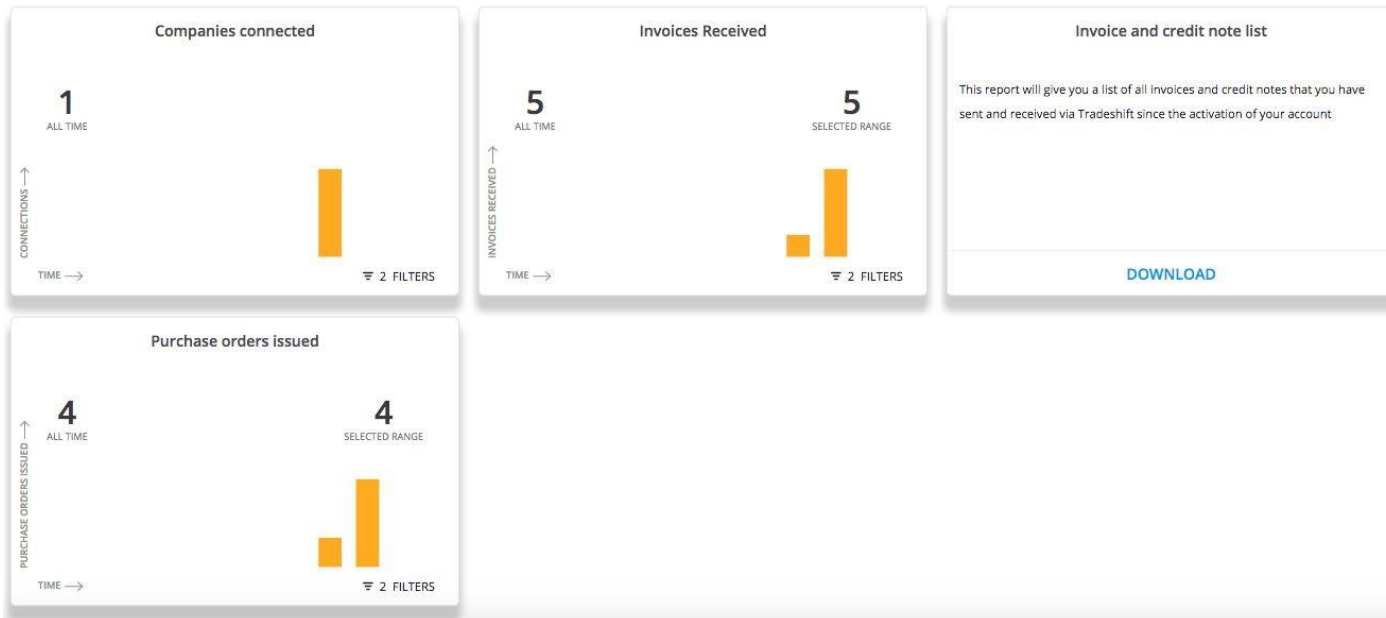 Companies connected
1
ALL TIME
CONNECTIONS
TIME
2 FILTERS
Invoices Received
5
ALL TIME
5
SELECTED RANGE
INVOICES RECEIVED
TIME
2 FILTERS
Invoice and credit note list
This report will give you a list of all invoices and credit notes that you have
sent and received via Tradeshift since the activation of your account
DOWNLOAD
Purchase orders issued
4
ALL TIME
4
SELECTED RANGE
PURCHASE ORDERS ISSUED
TIME
2 FILTERS